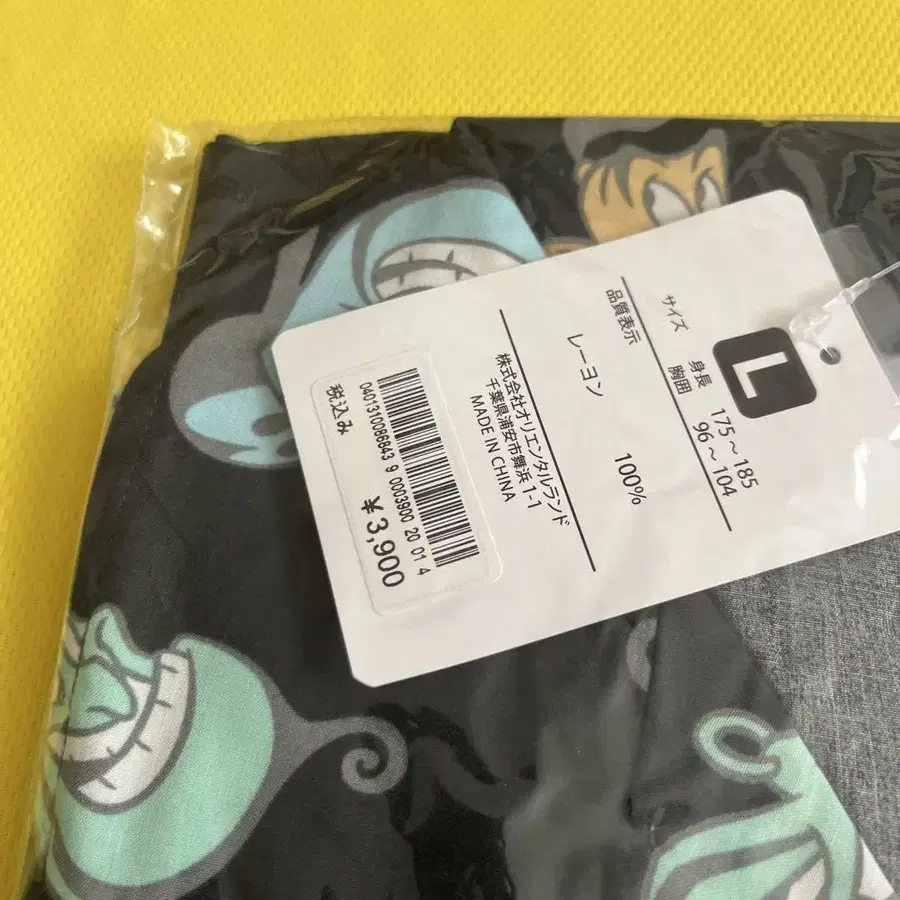 L
サイズ
身長 175～185
胸囲 96～104
品質表示
レーヨン 100%
株式会社オリエンタルランド
千葉県浦安市舞浜1-1
MADE IN CHINA
0401310086843 9 0003900 20 01 4
税込み ¥3,900